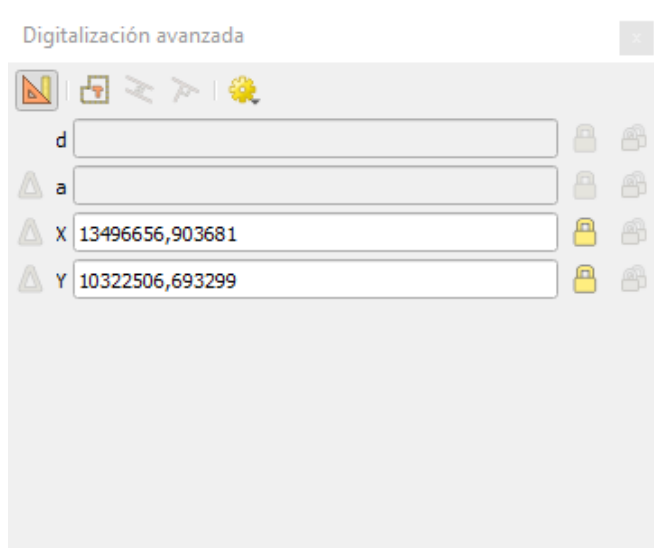 Digitalización avanzada
x
d
a
X 13496656,903681
Y 10322506,693299